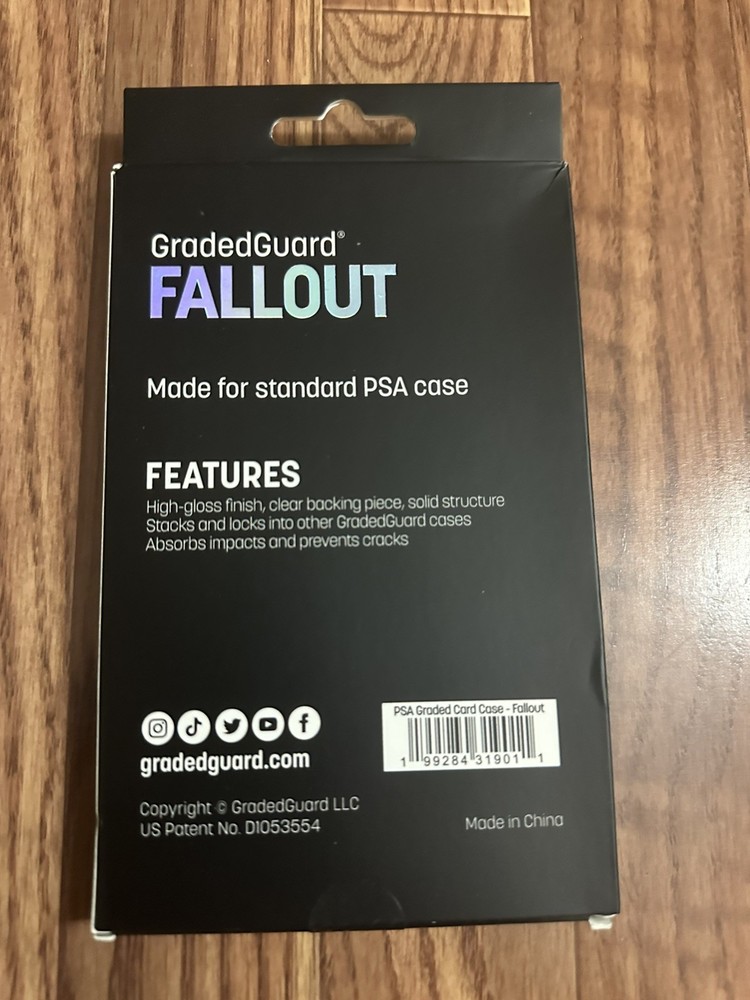 GradedGuard®
FALLOUT
Made for standard PSA case
FEATURES
High-gloss finish, clear backing piece, solid structure
Stacks and locks into other GradedGuard cases
Absorbs impacts and prevents cracks
PSA Graded Card Case - Fallout
1 99284 31901 1
gradedguard.com
Copyright © GradedGuard LLC
US Patent No. D1053554
Made in China